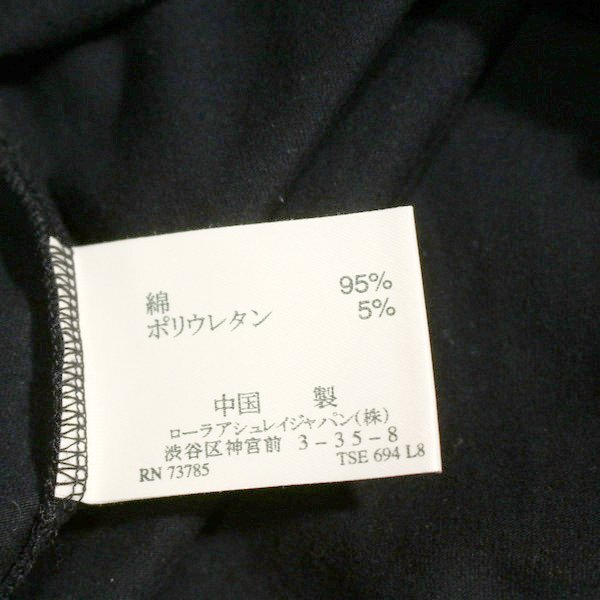 綿 95%
ポリウレタン 5%
中国 製
ローラアシュレイジャパン(株)
渋谷区神宮前 3-35-8
RN 73785 TSE 694 L8